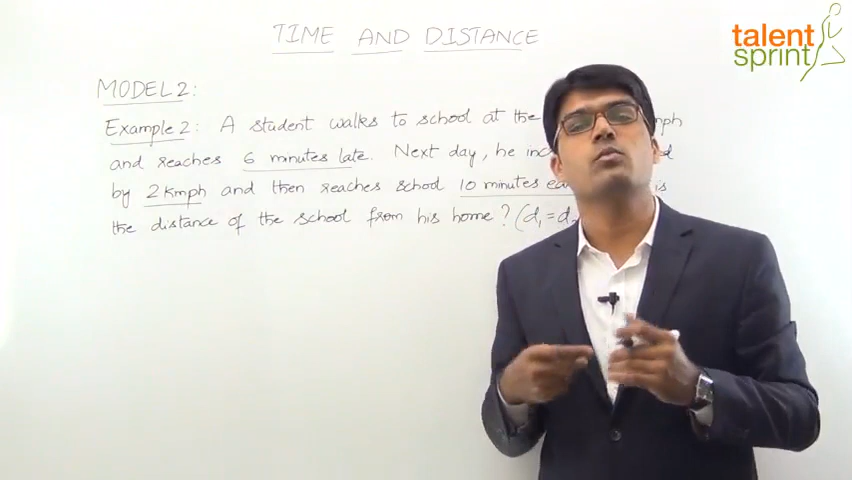 TIME AND DISTANCE
talent
sprint
MODEL 2:
Example 2: A student walks to school at the mph
and reaches 6 minutes late. Next day, he inc d
by 2 kmph and then reaches school 10 minutes ea is
the distance of the school from his home? (d₁=d